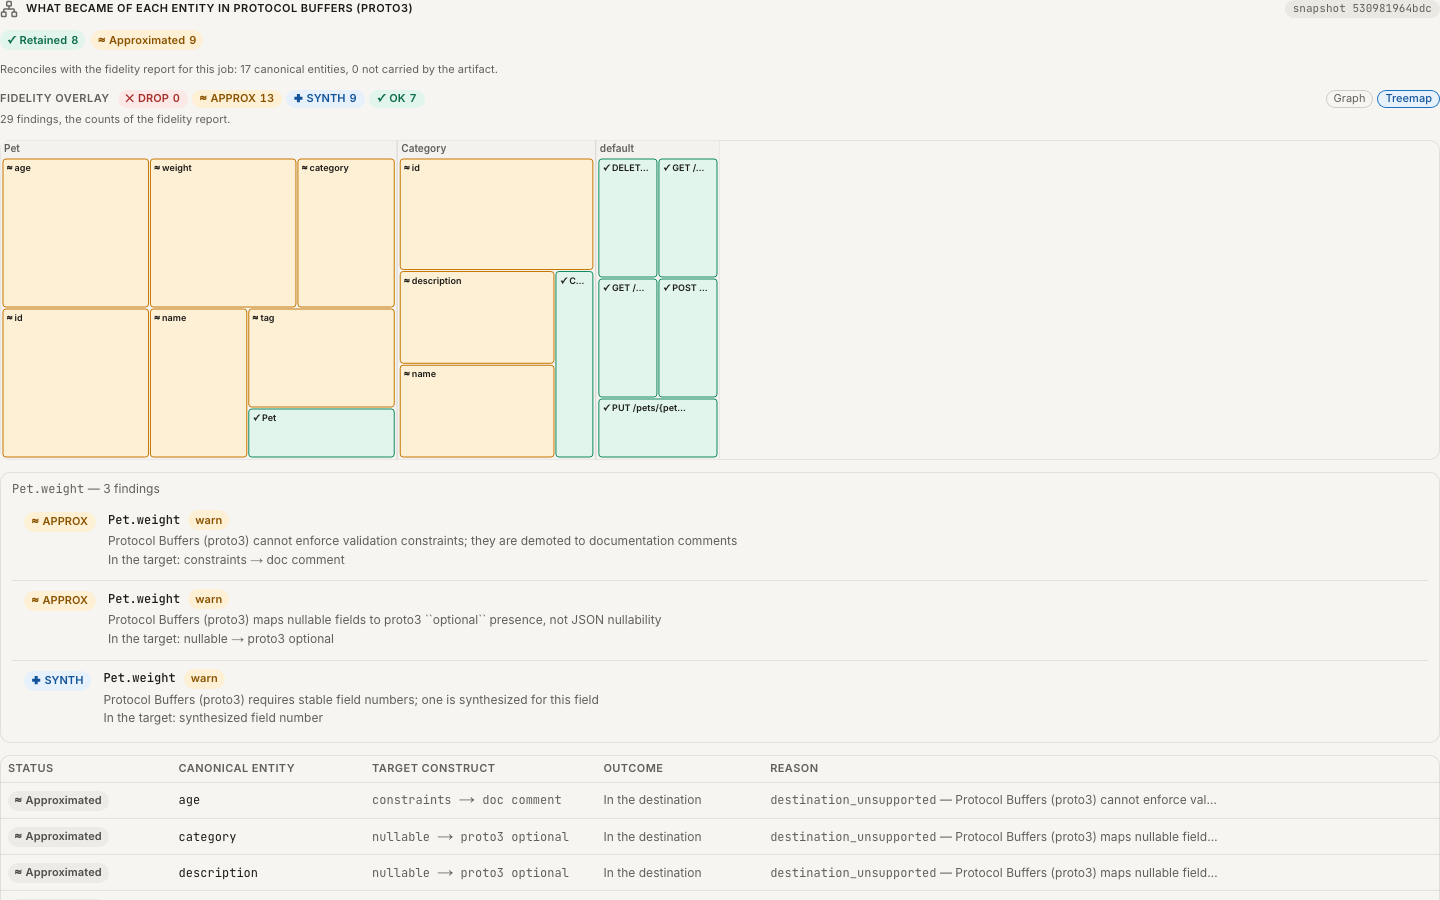 WHAT BECAME OF EACH ENTITY IN PROTOCOL BUFFERS (PROTO3)
snapshot 530981964bdc
✓ Retained 8 ≈ Approximated 9
Reconciles with the fidelity report for this job: 17 canonical entities, 0 not carried by the artifact.
FIDELITY OVERLAY ✕ DROP 0 ≈ APPROX 13 ✚ SYNTH 9 ✓ OK 7
Graph Treemap
29 findings, the counts of the fidelity report.
Pet
Category
default
≈ age
≈ weight
≈ category
≈ id
✓ DELET...
✓ GET /...
≈ description
✓ C...
✓ GET /...
✓ POST ...
≈ id
≈ name
≈ tag
≈ name
✓ PUT /pets/{pet...
✓ Pet
Pet.weight — 3 findings
≈ APPROX Pet.weight warn
Protocol Buffers (proto3) cannot enforce validation constraints; they are demoted to documentation comments
In the target: constraints → doc comment
≈ APPROX Pet.weight warn
Protocol Buffers (proto3) maps nullable fields to proto3 ``optional`` presence, not JSON nullability
In the target: nullable → proto3 optional
✚ SYNTH Pet.weight warn
Protocol Buffers (proto3) requires stable field numbers; one is synthesized for this field
In the target: synthesized field number
STATUS CANONICAL ENTITY TARGET CONSTRUCT OUTCOME REASON
≈ Approximated age constraints → doc comment In the destination destination_unsupported — Protocol Buffers (proto3) cannot enforce val...
≈ Approximated category nullable → proto3 optional In the destination destination_unsupported — Protocol Buffers (proto3) maps nullable field...
≈ Approximated description nullable → proto3 optional In the destination destination_unsupported — Protocol Buffers (proto3) maps nullable field...